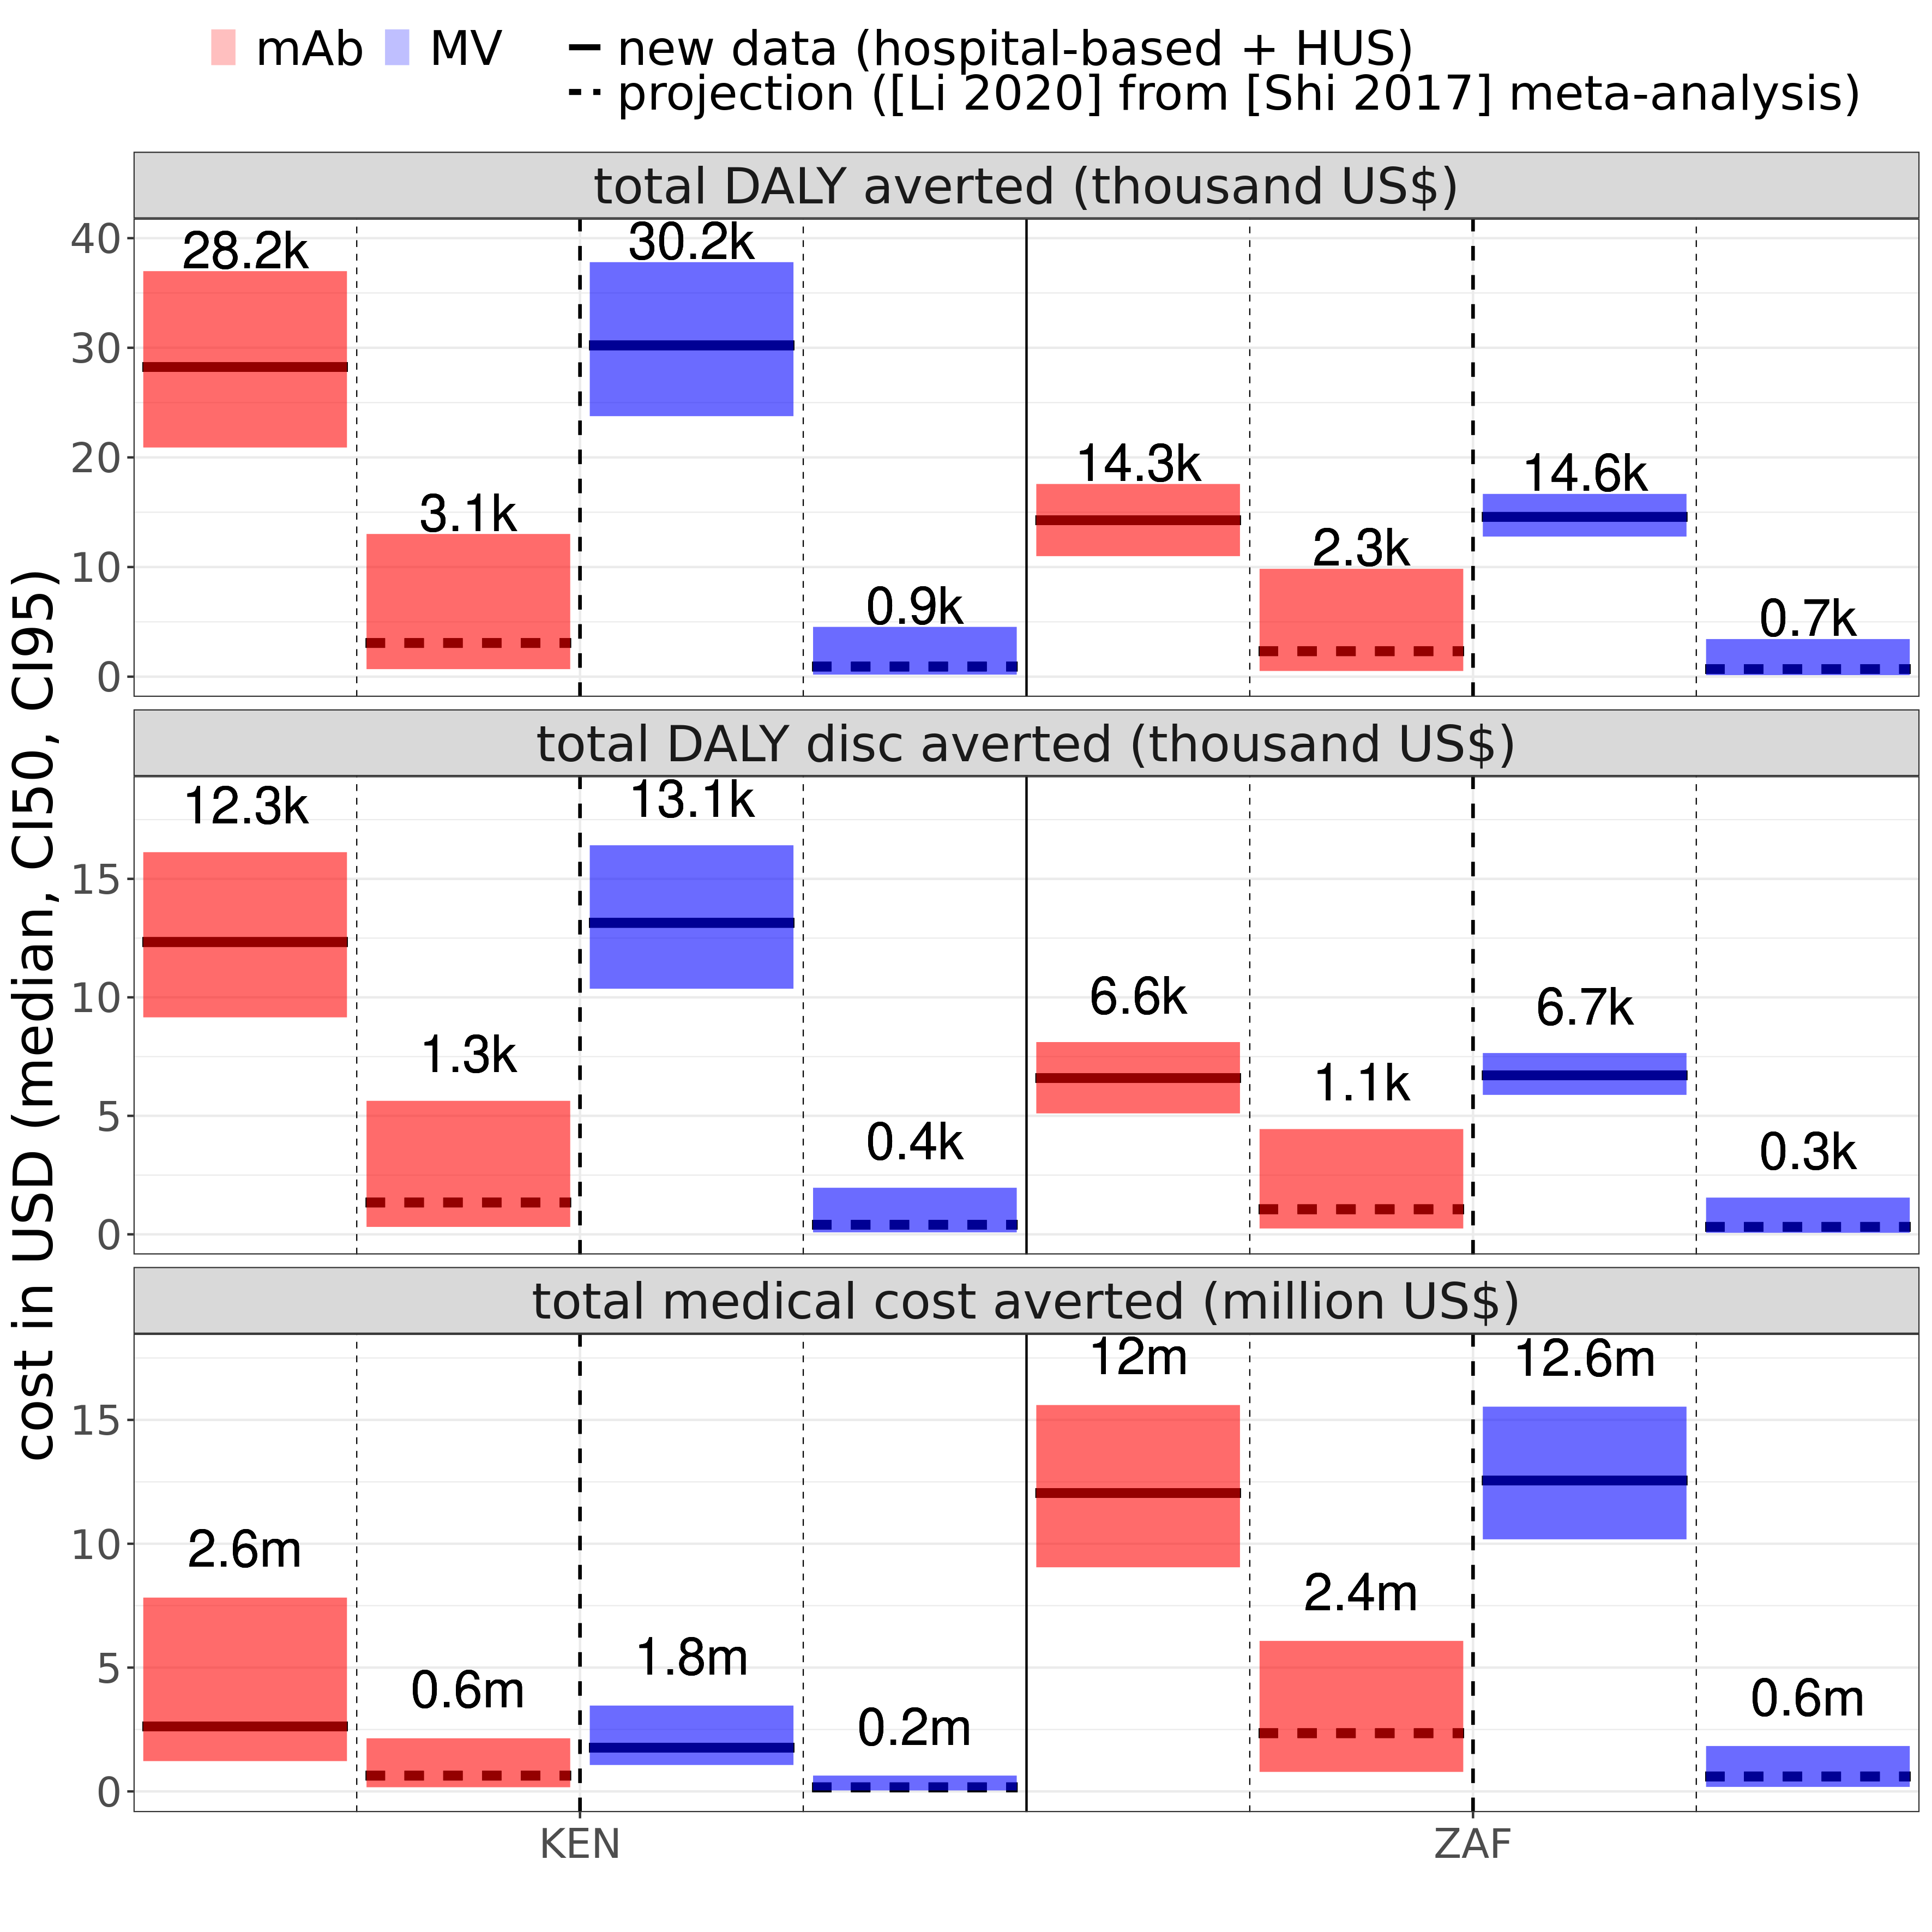 mAb MV new data (hospital-based + HUS)
projection ([Li 2020] from [Shi 2017] meta-analysis)
cost in USD (median, CI50, CI95)
total DALY averted (thousand US$)
40
30
20
10
0
28.2k
3.1k
30.2k
0.9k
14.3k
2.3k
14.6k
0.7k
total DALY disc averted (thousand US$)
15
10
5
0
12.3k
1.3k
13.1k
0.4k
6.6k
1.1k
6.7k
0.3k
total medical cost averted (million US$)
15
10
5
0
2.6m
0.6m
1.8m
0.2m
12m
2.4m
12.6m
0.6m
KEN ZAF